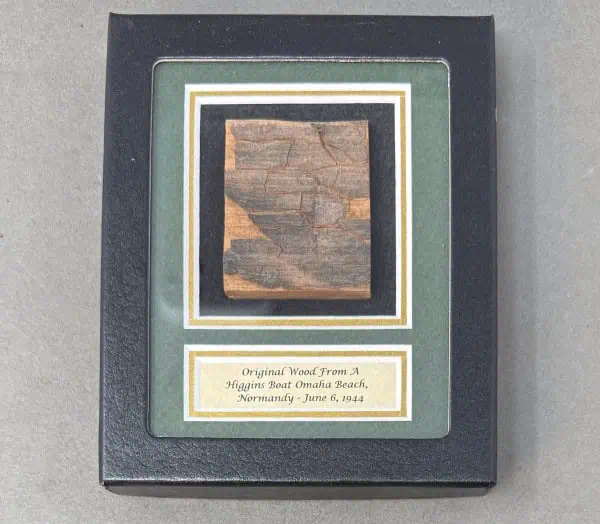 Original Wood From A
Higgins Boat Omaha Beach,
Normandy - June 6, 1944